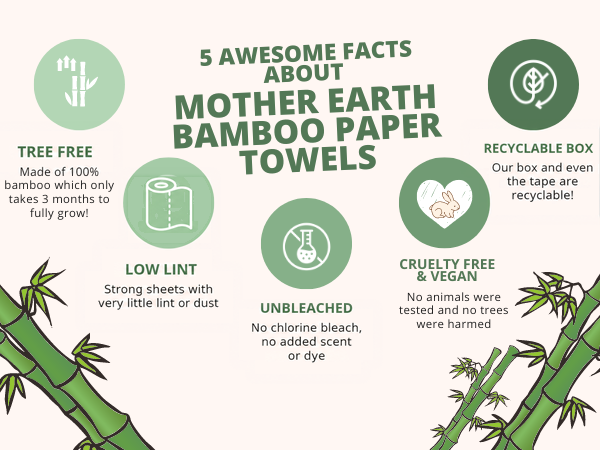 5 AWESOME FACTS
ABOUT
MOTHER EARTH
BAMBOO PAPER
TOWELS
TREE FREE
Made of 100%
bamboo which only
takes 3 months to
fully grow!
LOW LINT
Strong sheets with
very little lint or dust
UNBLEACHED
No chlorine bleach,
no added scent
or dye
CRUELTY FREE
& VEGAN
No animals were
tested and no trees
were harmed
RECYCLABLE BOX
Our box and even
the tape are
recyclable!